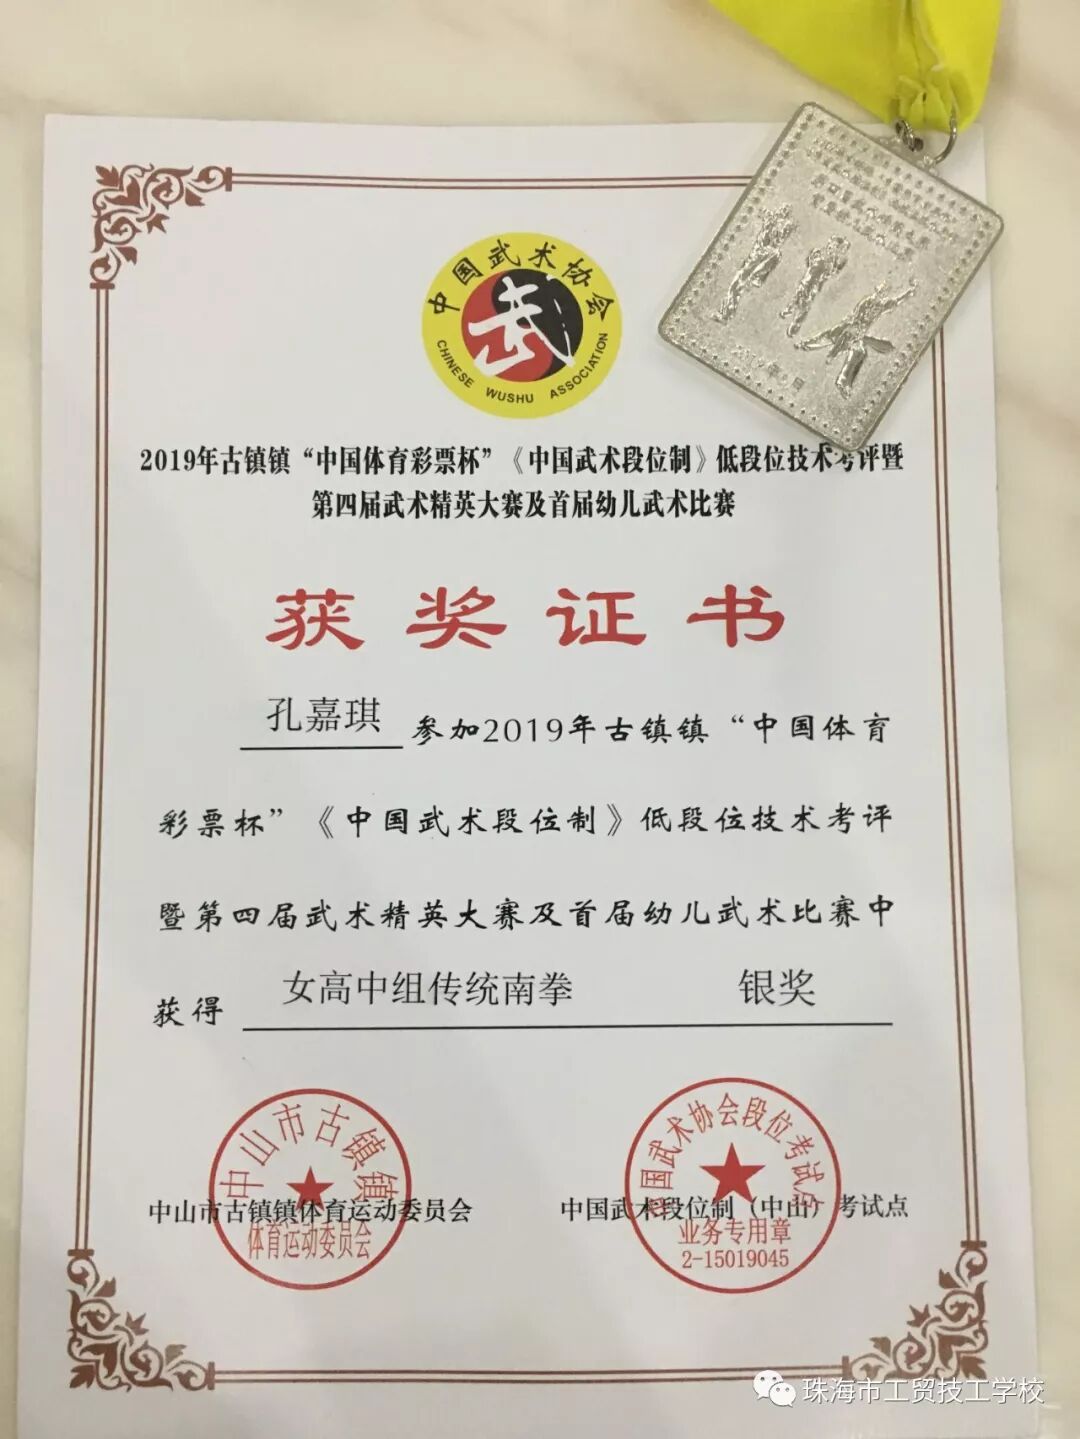 中国武术协会
武
CHINESE WUSHU ASSOCIATION
2019年古镇镇“中国体育彩票杯”《中国武术段位制》低段位技术考评暨
第四届武术精英大赛及首届幼儿武术比赛
获奖证书
孔嘉琪 参加2019年古镇镇“中国体育
彩票杯”《中国武术段位制》低段位技术考评
暨第四届武术精英大赛及首届幼儿武术比赛中
获得 女高中组传统南拳 银奖
中山市古镇镇
体育运动委员会
中山市古镇镇体育运动委员会
中国武术协会段位考试点
中国武术段位制（中山）考试点
业务专用章
2-15019045
珠海市工贸技工学校